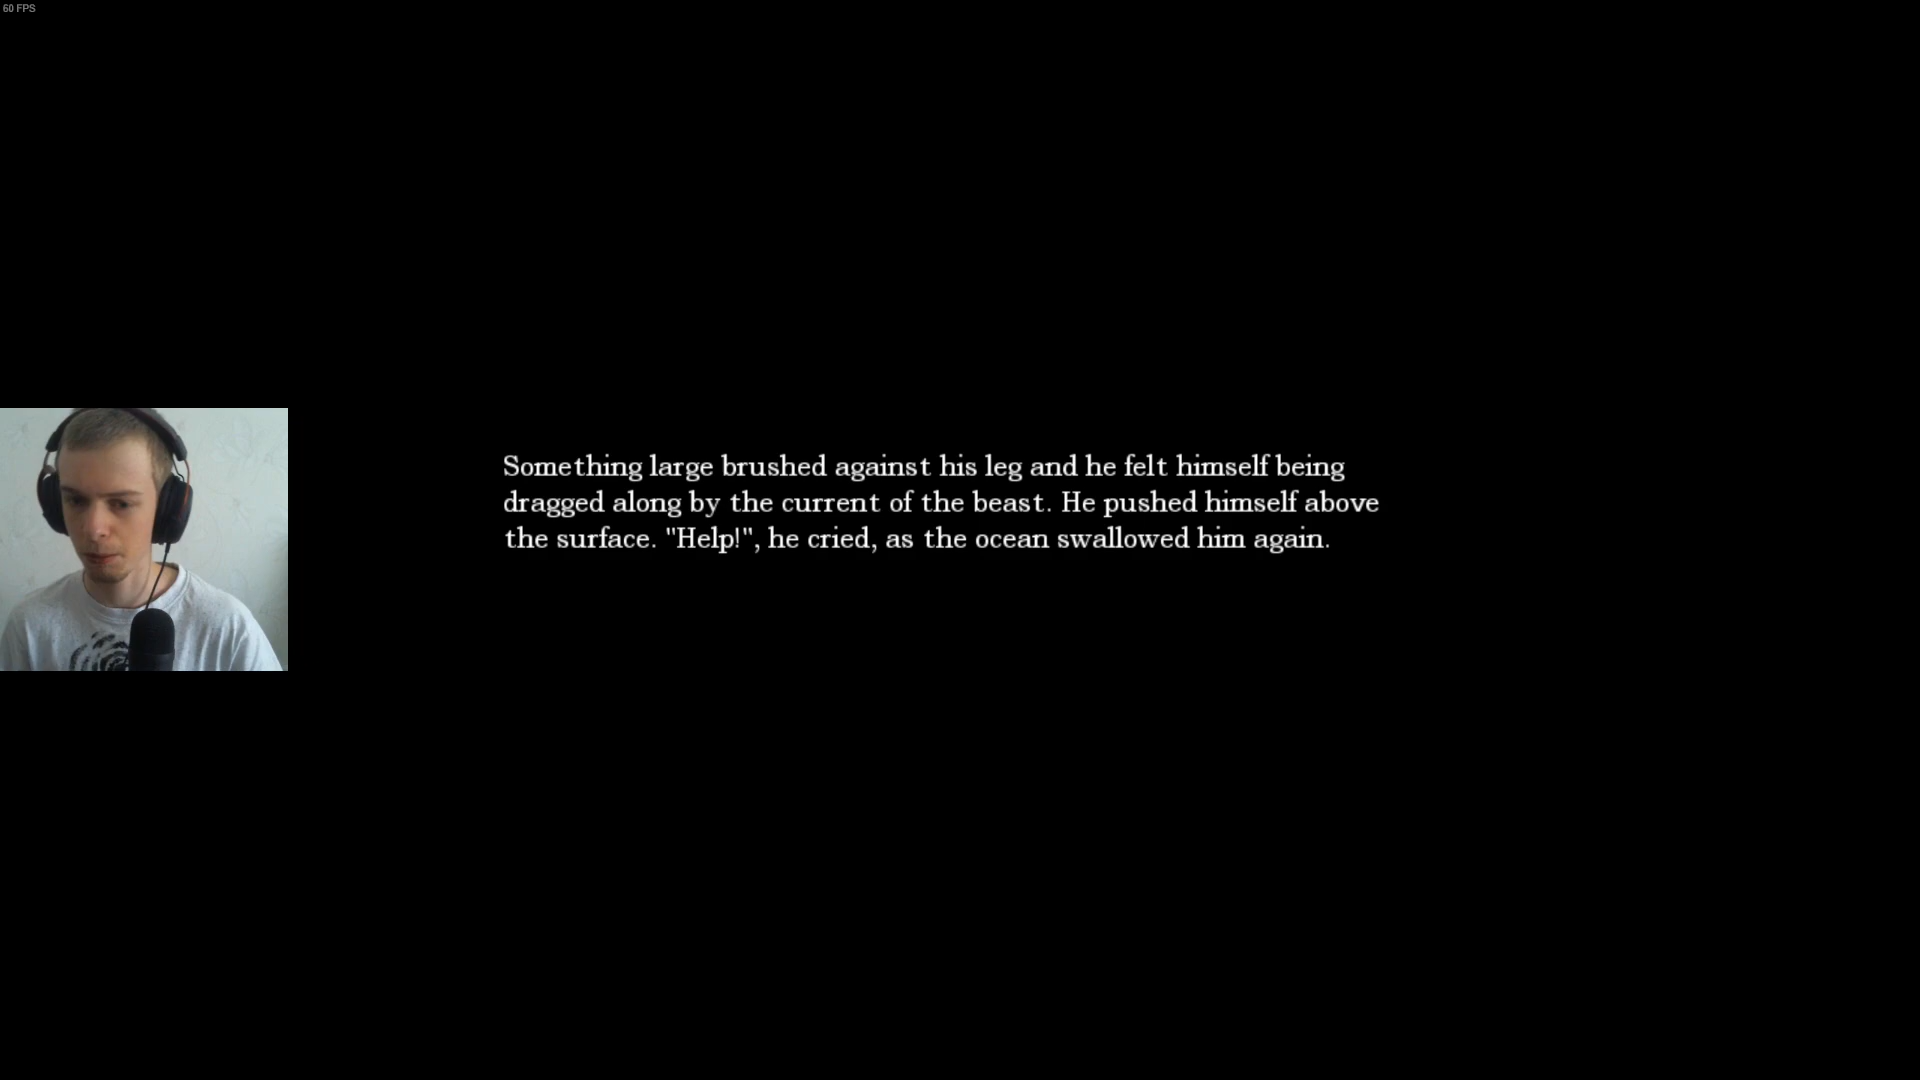 60 FPS
Something large brushed against his leg and he felt himself being
dragged along by the current of the beast. He pushed himself above
the surface. "Help!", he cried, as the ocean swallowed him again.